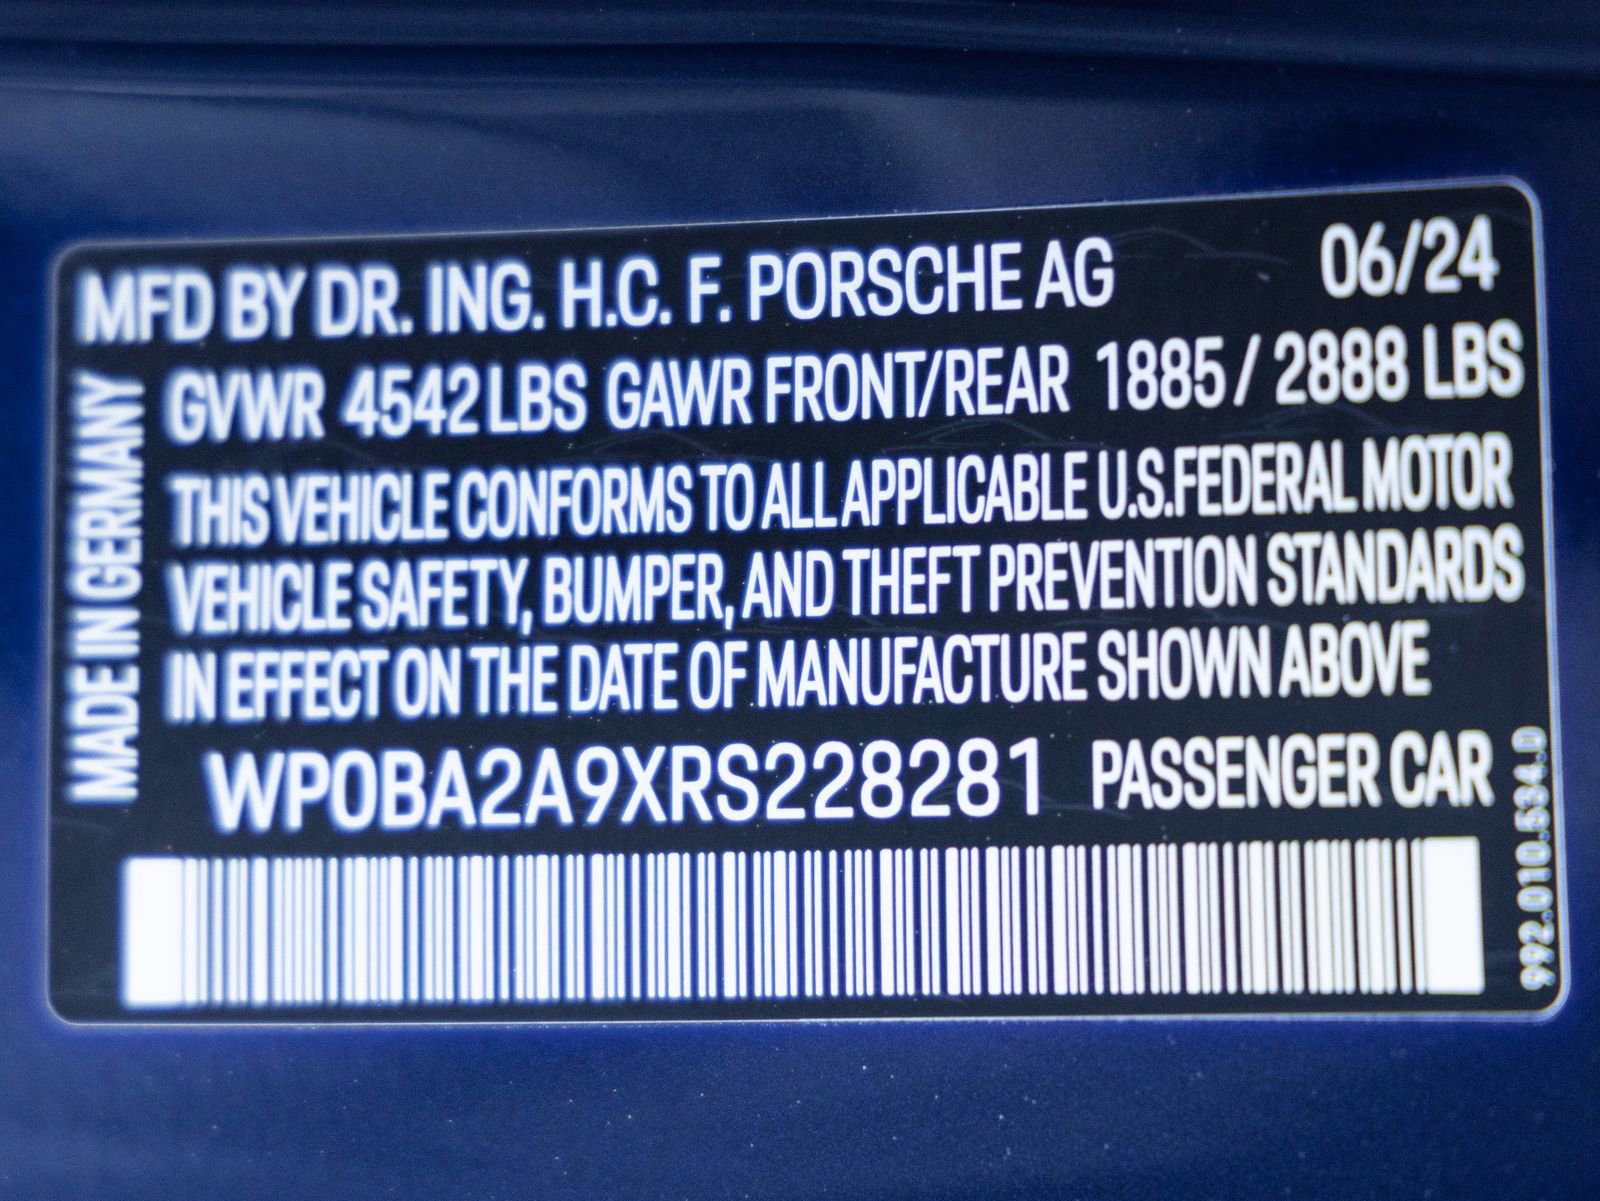 MFD BY DR. ING. H.C. F. PORSCHE AG 06/24
GVWR 4542 LBS GAWR FRONT/REAR 1885 / 2888 LBS
THIS VEHICLE CONFORMS TO ALL APPLICABLE U.S.FEDERAL MOTOR
VEHICLE SAFETY, BUMPER, AND THEFT PREVENTION STANDARDS
IN EFFECT ON THE DATE OF MANUFACTURE SHOWN ABOVE
WP0BA2A9XRS228281 PASSENGER CAR
MADE IN GERMANY
992.010.534.D